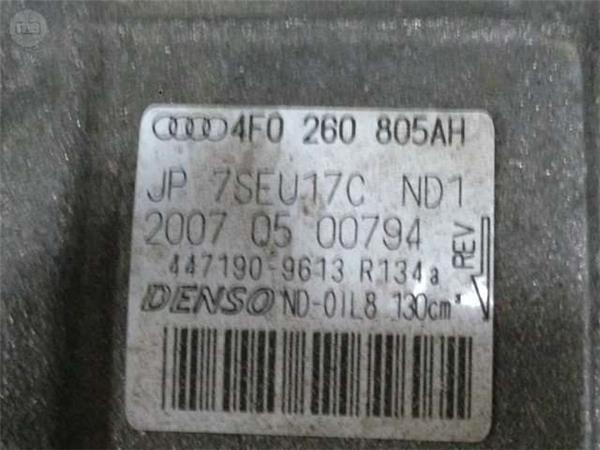 4F0 260 805AH
JP 7SEU17C ND1
2007 05 00794
REV
447190-9613 R134a
DENSO ND-OIL8 130cm³